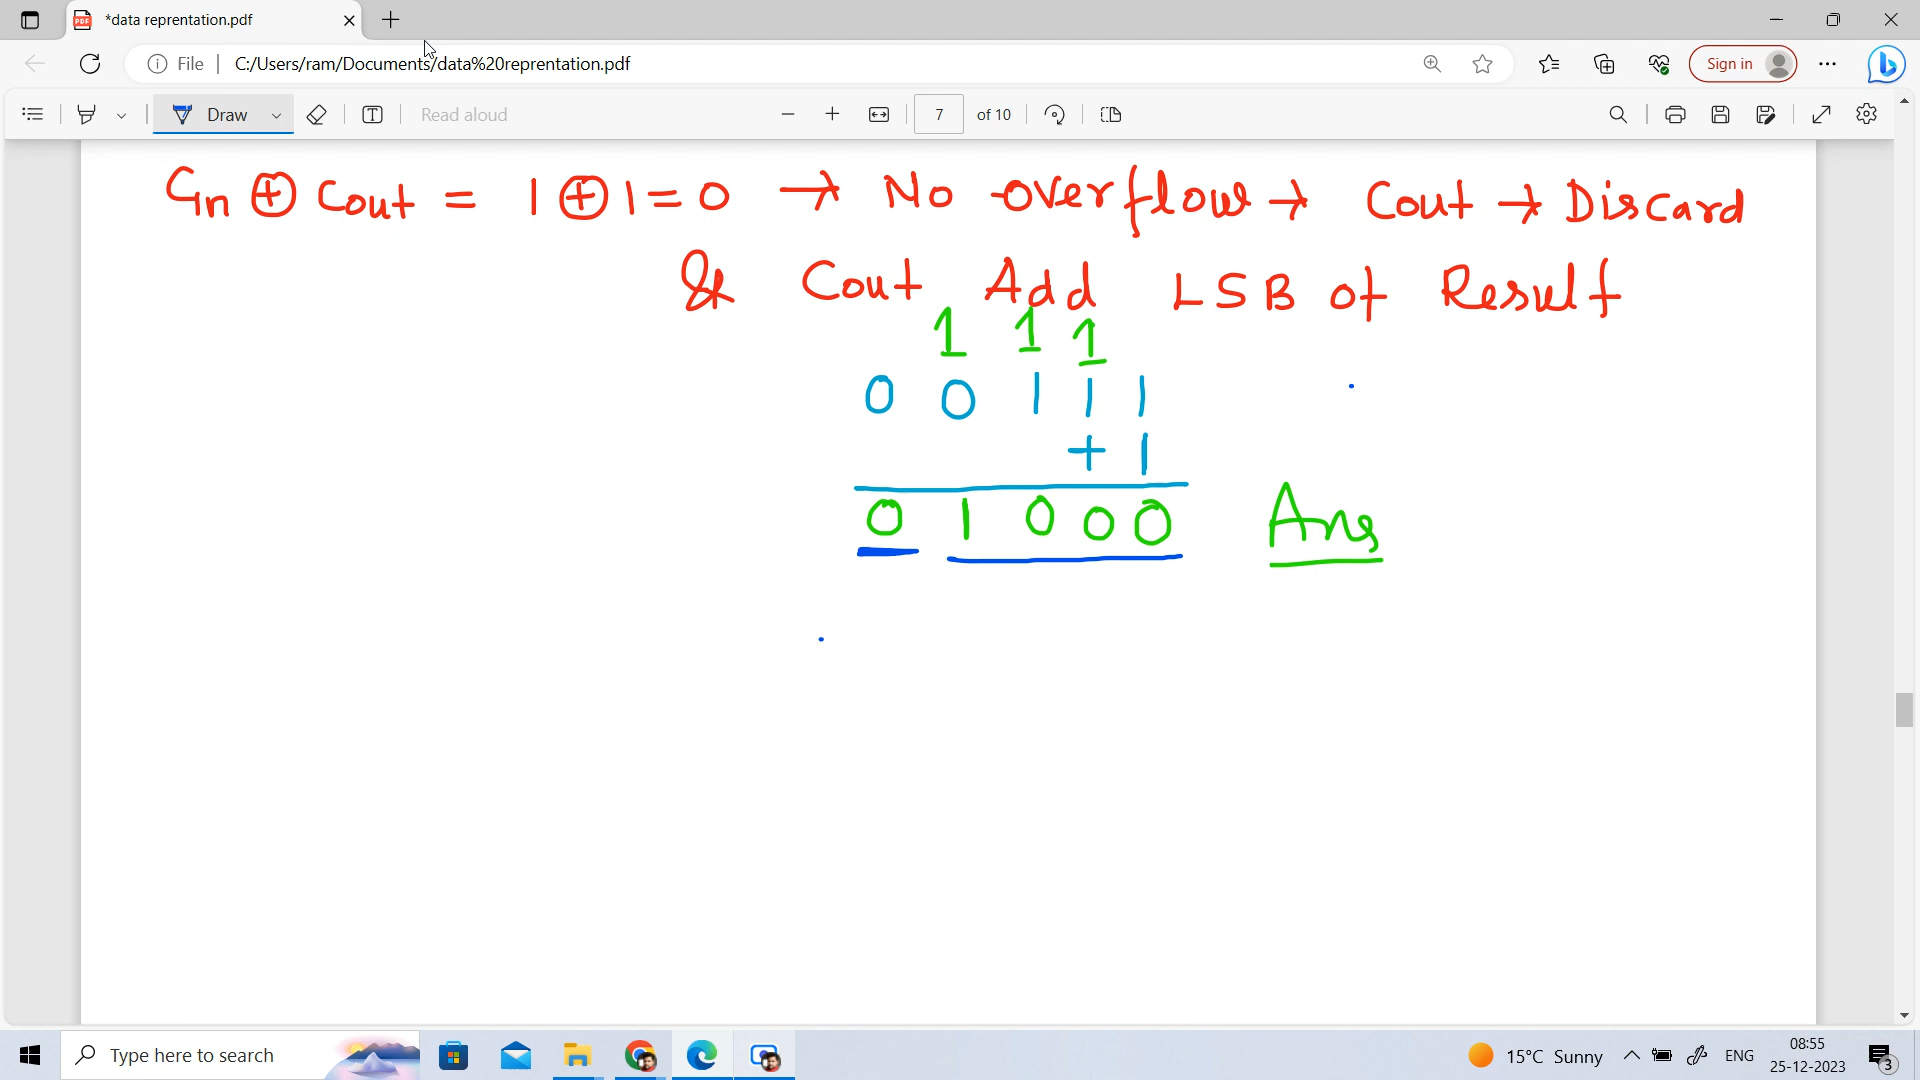 *data reprentation.pdf
File C:/Users/ram/Documents/data%20reprentation.pdf Sign in
Draw Read aloud 7 of 10
Cin ⊕ Cout = 1 ⊕ 1 = 0 → No overflow → Cout → Discard
& Cout Add LSB of Result
1 1 1
0 0 1 1 1
+ 1
0 1 0 0 0 Ans
Type here to search 15°C Sunny ENG 08:55
25-12-2023 3